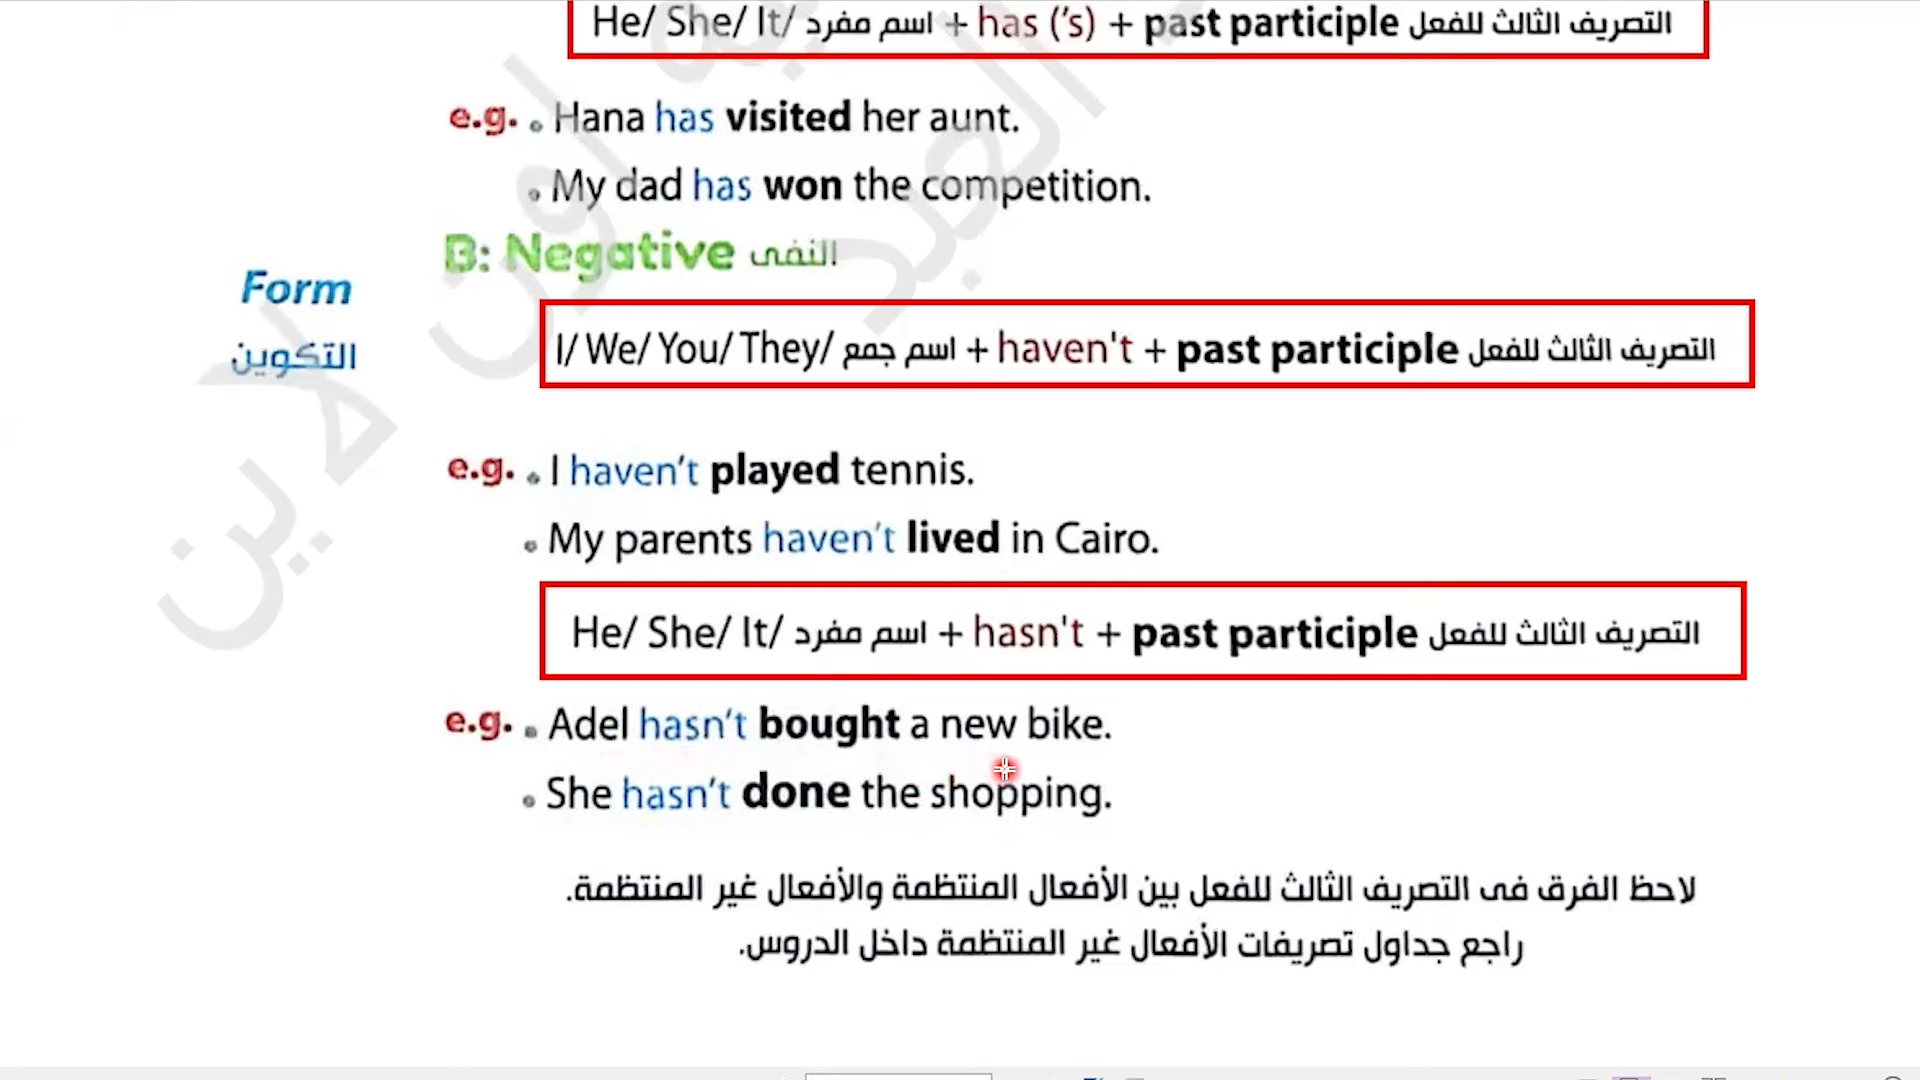 He/ She/ It/ اسم مفرد + has (’s) + past participle التصريف الثالث للفعل
e.g. • Hana has visited her aunt.
• My dad has won the competition.
B: Negative النفى
Form
التكوين
I/ We/ You/ They/ اسم جمع + haven't + past participle التصريف الثالث للفعل
e.g. • I haven’t played tennis.
• My parents haven’t lived in Cairo.
He/ She/ It/ اسم مفرد + hasn't + past participle التصريف الثالث للفعل
e.g. • Adel hasn’t bought a new bike.
• She hasn’t done the shopping.
لاحظ الفرق فى التصريف الثالث للفعل بين الأفعال المنتظمة والأفعال غير المنتظمة.
راجع جداول تصريفات الأفعال غير المنتظمة داخل الدروس.